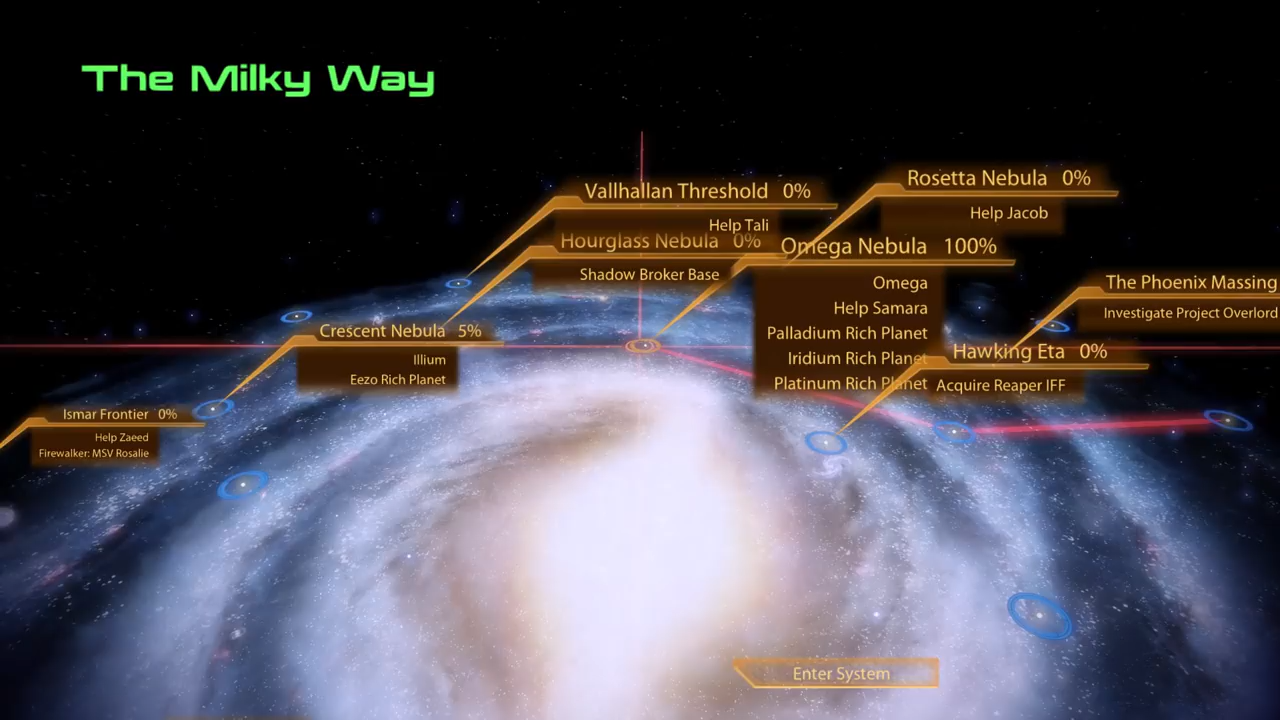 The Milky Way
Rosetta Nebula 0%
Help Jacob
Vallhallan Threshold 0%
Help Tali
Hourglass Nebula 0%
Shadow Broker Base
Omega Nebula 100%
Omega
Help Samara
Palladium Rich Planet
Iridium Rich Planet
Platinum Rich Planet
The Phoenix Massing
Investigate Project Overlord
Hawking Eta 0%
Acquire Reaper IFF
Crescent Nebula 5%
Illium
Eezo Rich Planet
Ismar Frontier 0%
Help Zaeed
Firewalker: MSV Rosalie
Enter System